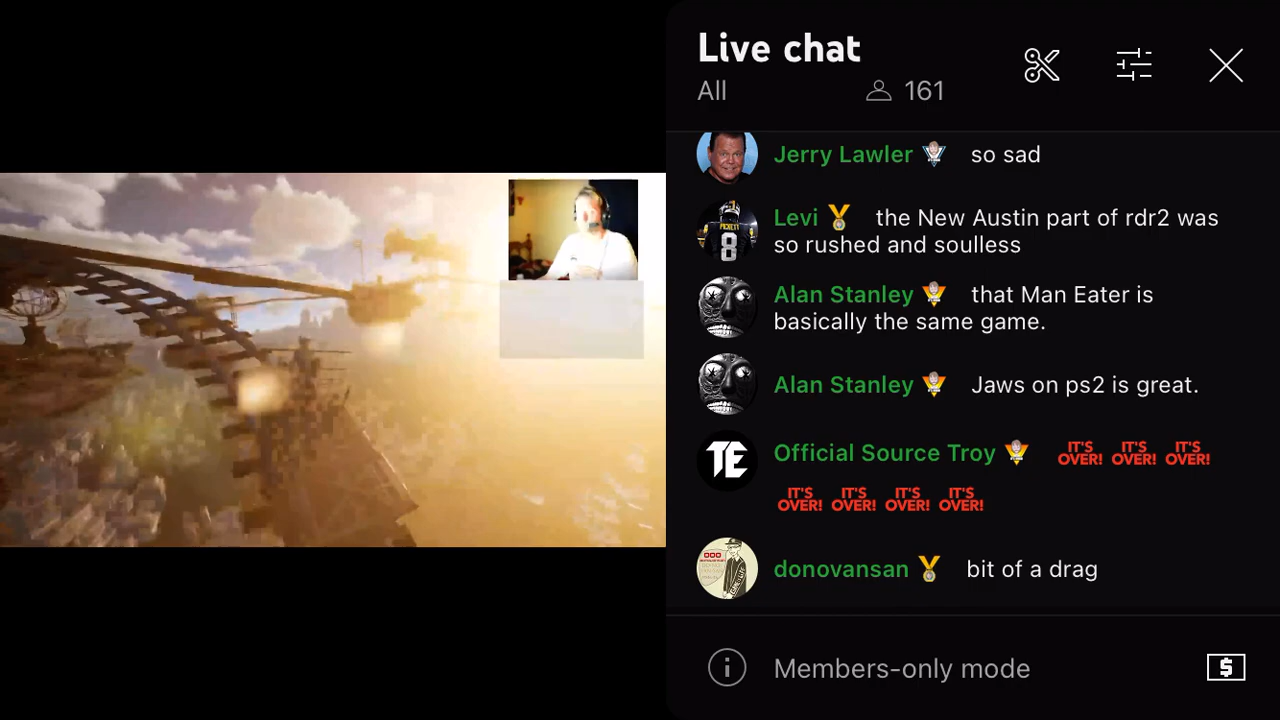 Live chat
All 161
Jerry Lawler so sad
Levi the New Austin part of rdr2 was
so rushed and soulless
Alan Stanley that Man Eater is
basically the same game.
Alan Stanley Jaws on ps2 is great.
TE Official Source Troy IT'S OVER! IT'S OVER! IT'S OVER!
IT'S OVER! IT'S OVER! IT'S OVER! IT'S OVER!
donovansan bit of a drag
Members-only mode